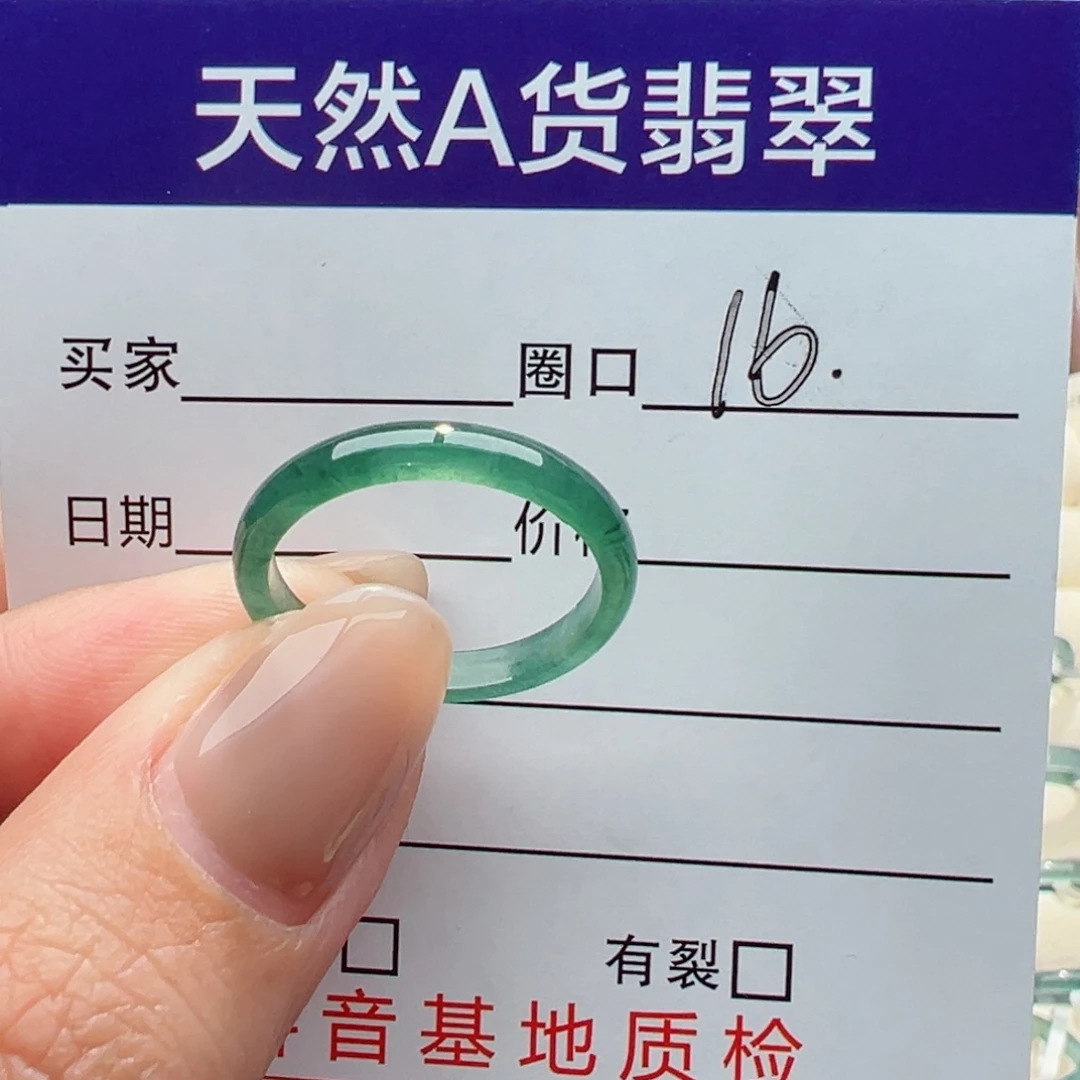 天然A货翡翠
买家 圈口 16.
日期 价
有裂
音基地质检